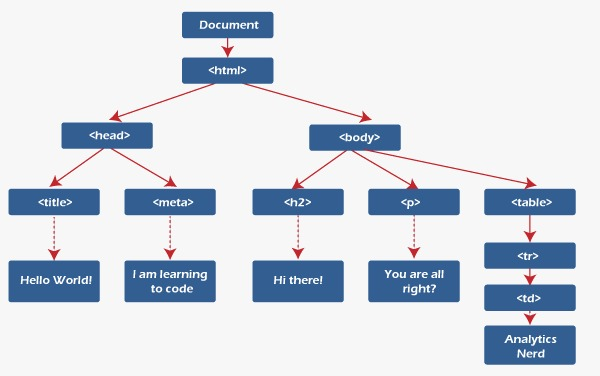 Document
<html>
<head>
<body>
<title>
<meta>
<h2>
<p>
<table>
Hello World!
I am learning
to code
Hi there!
You are all
right?
<tr>
<td>
Analytics
Nerd